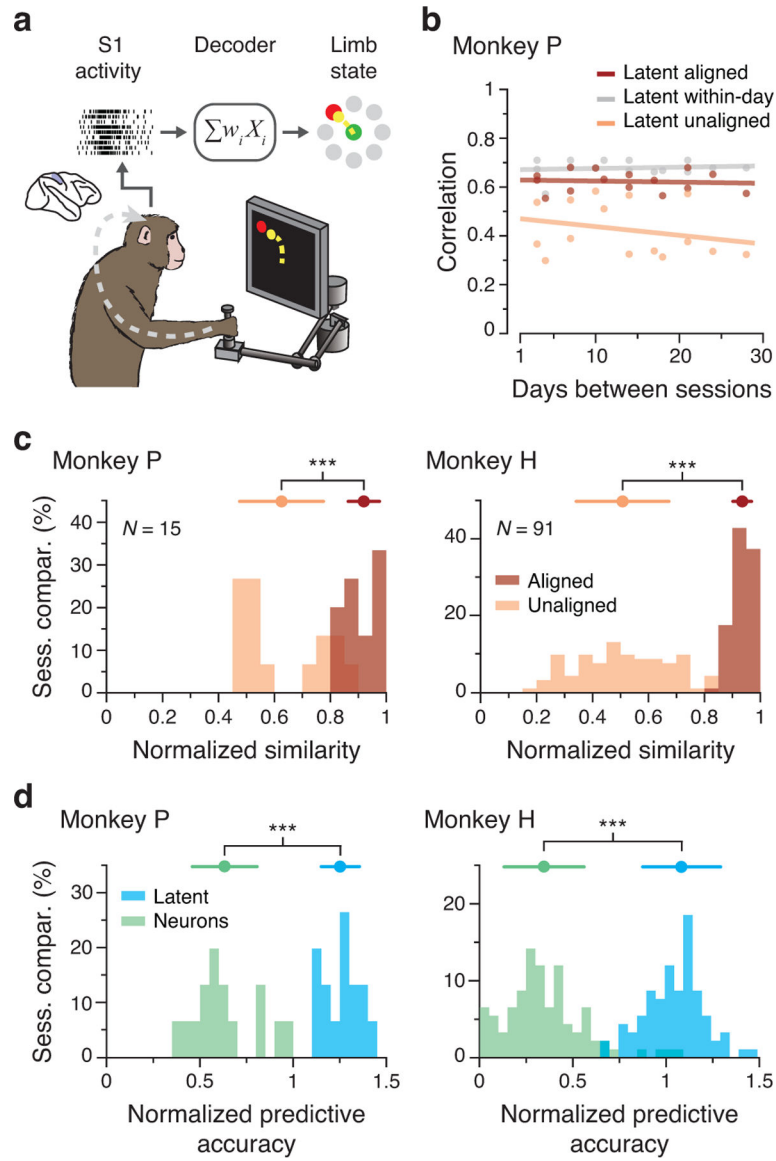 a
S1 activity
Decoder
Limb state
∑wᵢXᵢ
b
Monkey P
Latent aligned
Latent within-day
Latent unaligned
Correlation
1
0.8
0.6
0.4
0.2
0
1
10
20
30
Days between sessions
c
Monkey P
***
N = 15
Sess. compar. (%)
40
30
20
10
0
0
0.2
0.4
0.6
0.8
1
Normalized similarity
Monkey H
***
N = 91
Aligned
Unaligned
40
20
0
0
0.2
0.4
0.6
0.8
1
Normalized similarity
d
Monkey P
***
Latent
Neurons
Sess. compar. (%)
30
20
10
0
0
0.5
1
1.5
Normalized predictive
accuracy
Monkey H
***
20
10
0
0
0.5
1
1.5
Normalized predictive
accuracy